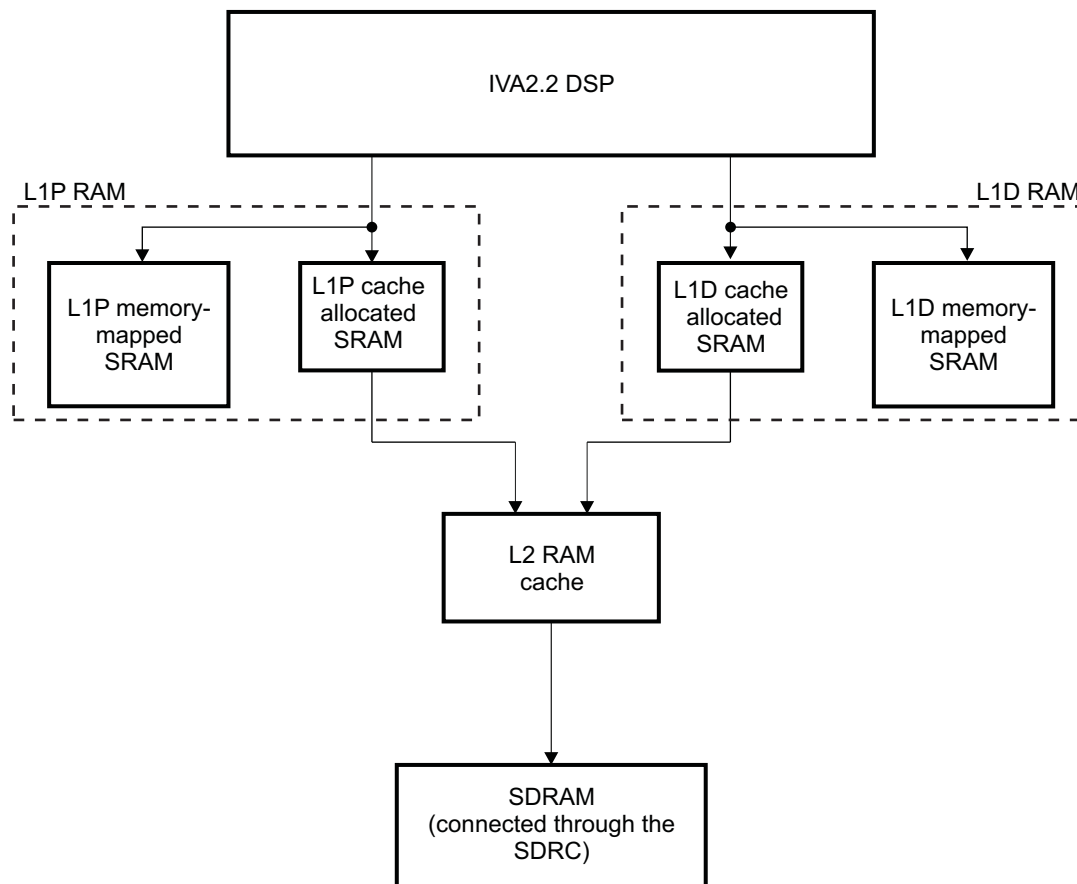 IVA2.2 DSP
L1P RAM
L1D RAM
L1P memory-
mapped
SRAM
L1P cache
allocated
SRAM
L1D cache
allocated
SRAM
L1D memory-
mapped
SRAM
L2 RAM
cache
SDRAM
(connected through the
SDRC)